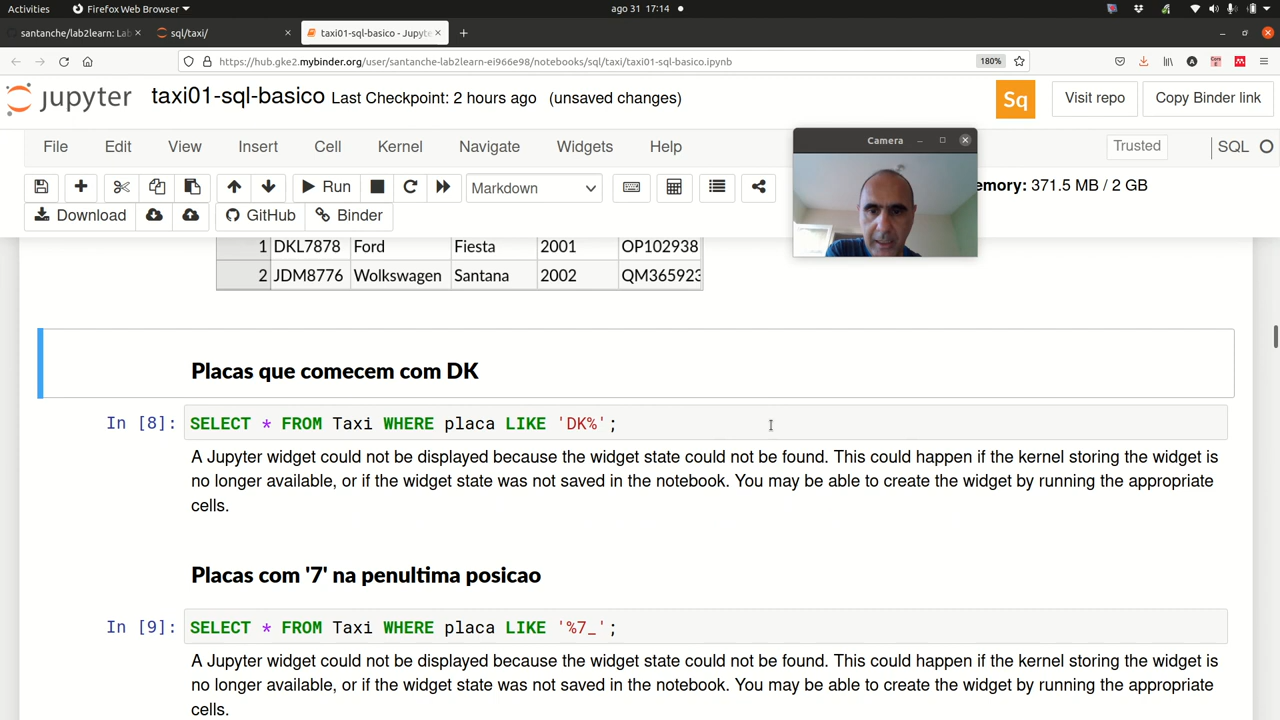 Activities
Firefox Web Browser
ago 31 17:14
santanche/lab2learn: Lab
sql/taxi/
taxi01-sql-basico - Jupyte
https://hub.gke2.mybinder.org/user/santanche-lab2learn-ei966e98/notebooks/sql/taxi/taxi01-sql-basico.ipynb
180%
jupyter
taxi01-sql-basico Last Checkpoint: 2 hours ago (unsaved changes)
Sq
Visit repo
Copy Binder link
File Edit View Insert Cell Kernel Navigate Widgets Help
Camera
Trusted
SQL
Run
Markdown
emory: 371.5 MB / 2 GB
Download
GitHub
Binder
1 DKL7878 Ford Fiesta 2001 OP102938
2 JDM8776 Wolkswagen Santana 2002 QM365923
Placas que comecem com DK
In [8]: SELECT * FROM Taxi WHERE placa LIKE 'DK%';
A Jupyter widget could not be displayed because the widget state could not be found. This could happen if the kernel storing the widget is
no longer available, or if the widget state was not saved in the notebook. You may be able to create the widget by running the appropriate
cells.
Placas com '7' na penultima posicao
In [9]: SELECT * FROM Taxi WHERE placa LIKE '%7_';
A Jupyter widget could not be displayed because the widget state could not be found. This could happen if the kernel storing the widget is
no longer available, or if the widget state was not saved in the notebook. You may be able to create the widget by running the appropriate
cells.